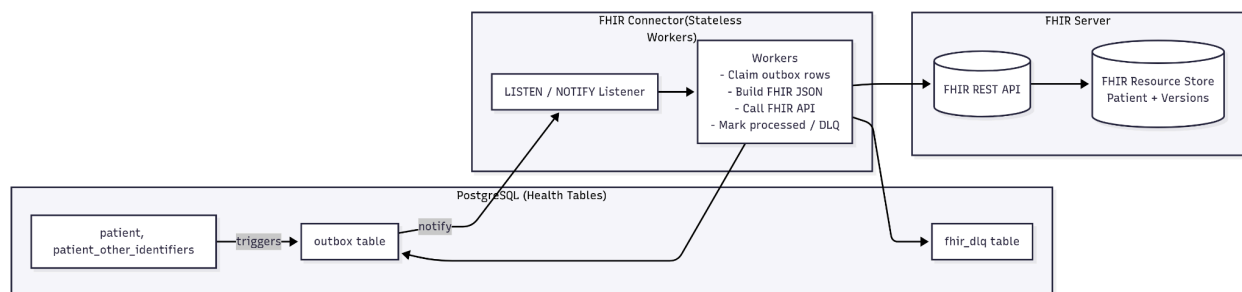 FHIR Connector(Stateless
Workers)
LISTEN / NOTIFY Listener
Workers
- Claim outbox rows
- Build FHIR JSON
- Call FHIR API
- Mark processed / DLQ
FHIR Server
FHIR REST API
FHIR Resource Store
Patient + Versions
PostgreSQL (Health Tables)
patient,
patient_other_identifiers
triggers
outbox table
notify
fhir_dlq table